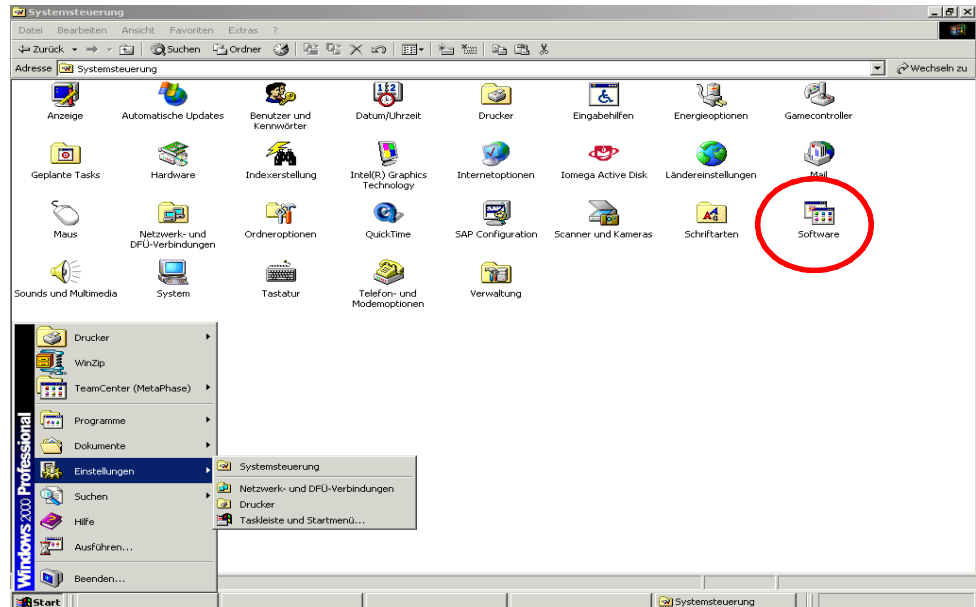 Systemsteuerung
Datei Bearbeiten Ansicht Favoriten Extras ?
Zurück Suchen Ordner
Adresse Systemsteuerung Wechseln zu
Anzeige Automatische Updates Benutzer und Kennwörter Datum/Uhrzeit Drucker Eingabehilfen Energieoptionen Gamecontroller
Geplante Tasks Hardware Indexerstellung Intel(R) Graphics Technology Internetoptionen Iomega Active Disk Ländereinstellungen Mail
Maus Netzwerk- und DFÜ-Verbindungen Ordneroptionen QuickTime SAP Configuration Scanner und Kameras Schriftarten Software
Sounds und Multimedia System Tastatur Telefon- und Modemoptionen Verwaltung
Drucker
WinZip
TeamCenter (MetaPhase)
Programme
Dokumente
Einstellungen
Suchen
Hilfe
Ausführen...
Beenden...
Windows 2000 Professional
Systemsteuerung
Netzwerk- und DFÜ-Verbindungen
Drucker
Taskleiste und Startmenü...
Start Systemsteuerung